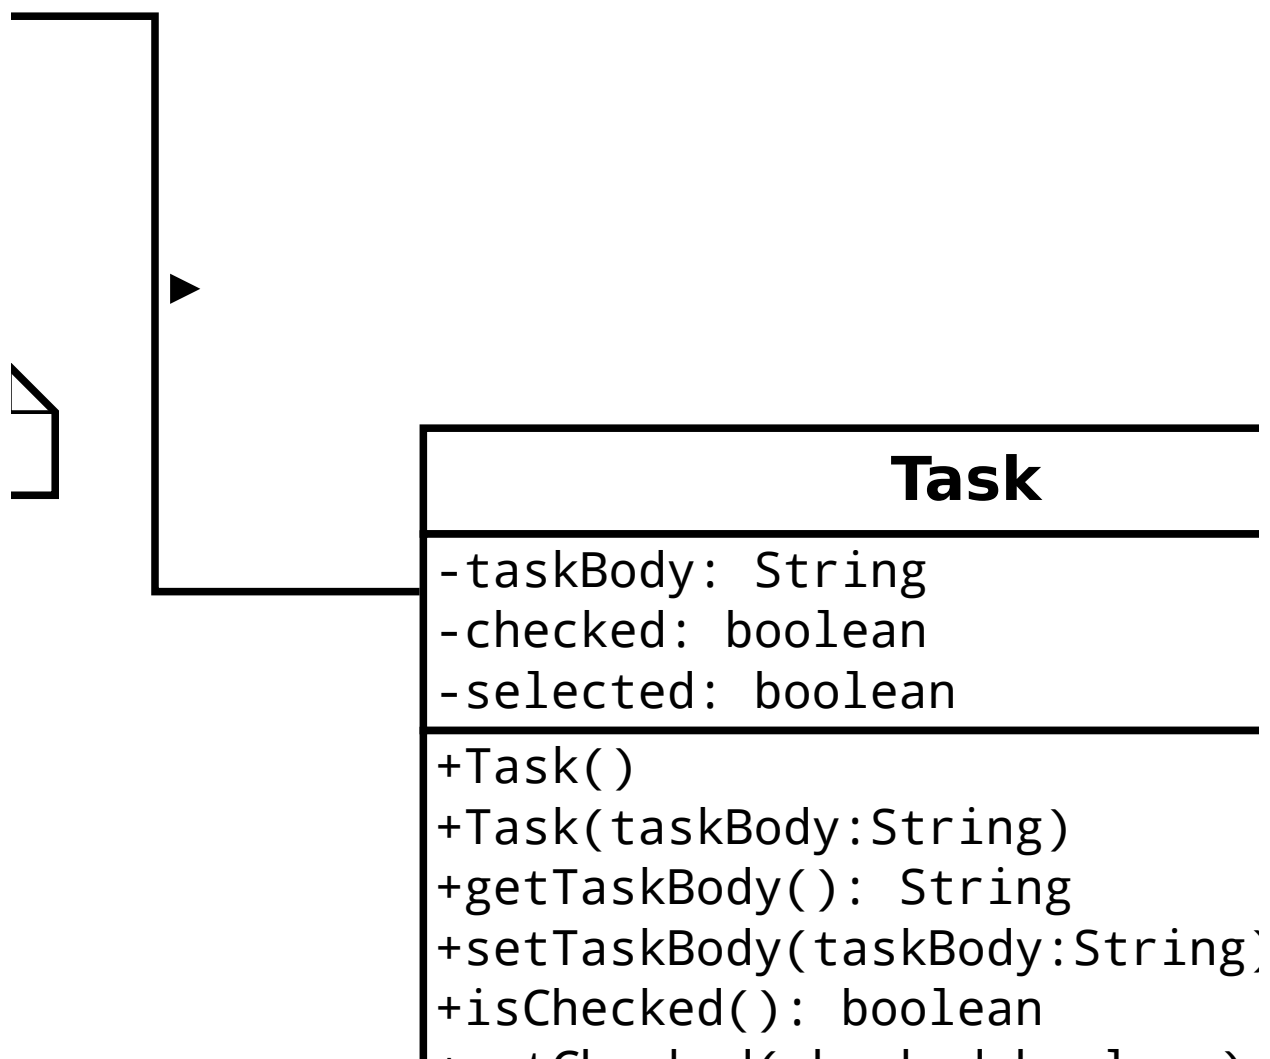 Task
-taskBody: String
-checked: boolean
-selected: boolean
+Task()
+Task(taskBody:String)
+getTaskBody(): String
+setTaskBody(taskBody:String)
+isChecked(): boolean